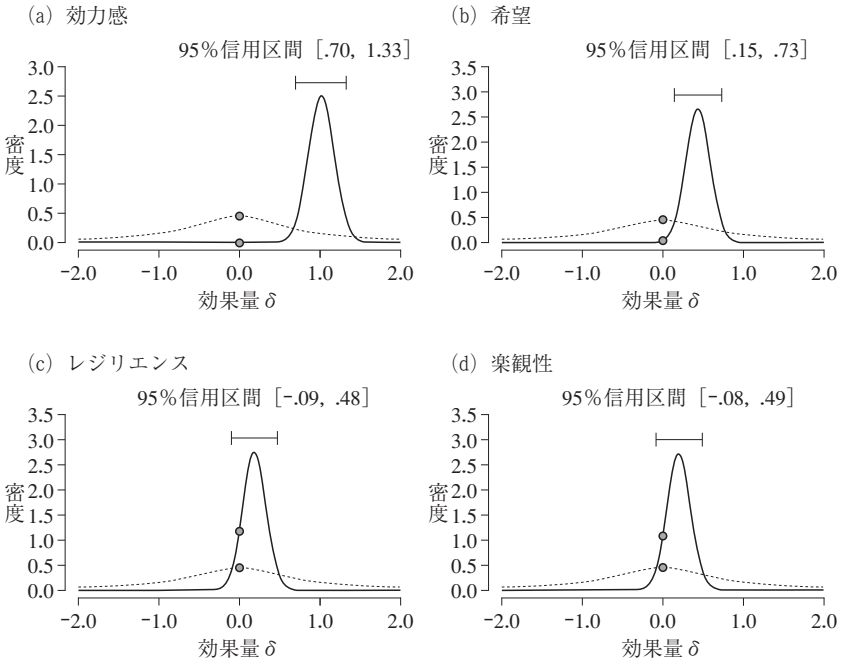 (a) 効力感
95%信用区間 [.70, 1.33]
3.0
2.5
2.0
1.5
1.0
0.5
0.0
密度
-2.0 -1.0 0.0 1.0 2.0
効果量 δ
(b) 希望
95%信用区間 [.15, .73]
3.5
3.0
2.5
2.0
1.5
1.0
0.5
0.0
密度
-2.0 -1.0 0.0 1.0 2.0
効果量 δ
(c) レジリエンス
95%信用区間 [-.09, .48]
3.5
3.0
2.5
2.0
1.5
1.0
0.5
0.0
密度
-2.0 -1.0 0.0 1.0 2.0
効果量 δ
(d) 楽観性
95%信用区間 [-.08, .49]
3.5
3.0
2.5
2.0
1.5
1.0
0.5
0.0
密度
-2.0 -1.0 0.0 1.0 2.0
効果量 δ